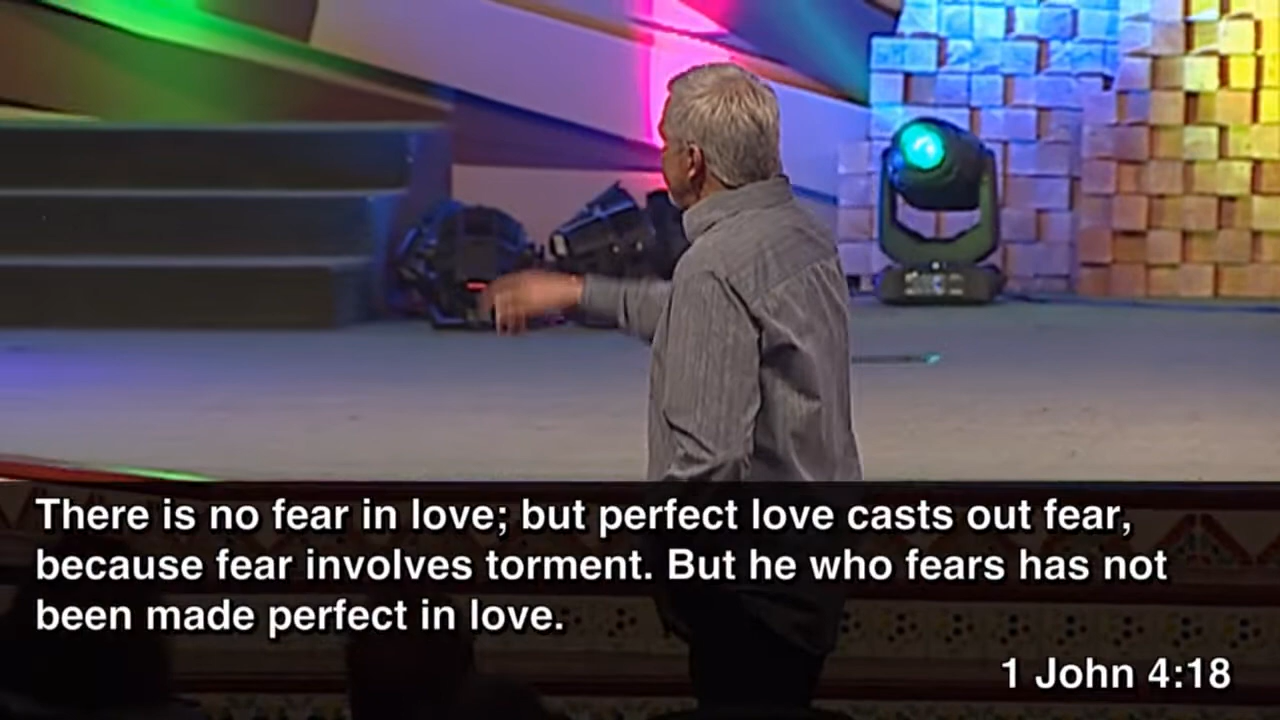 There is no fear in love; but perfect love casts out fear,
because fear involves torment. But he who fears has not
been made perfect in love.
1 John 4:18